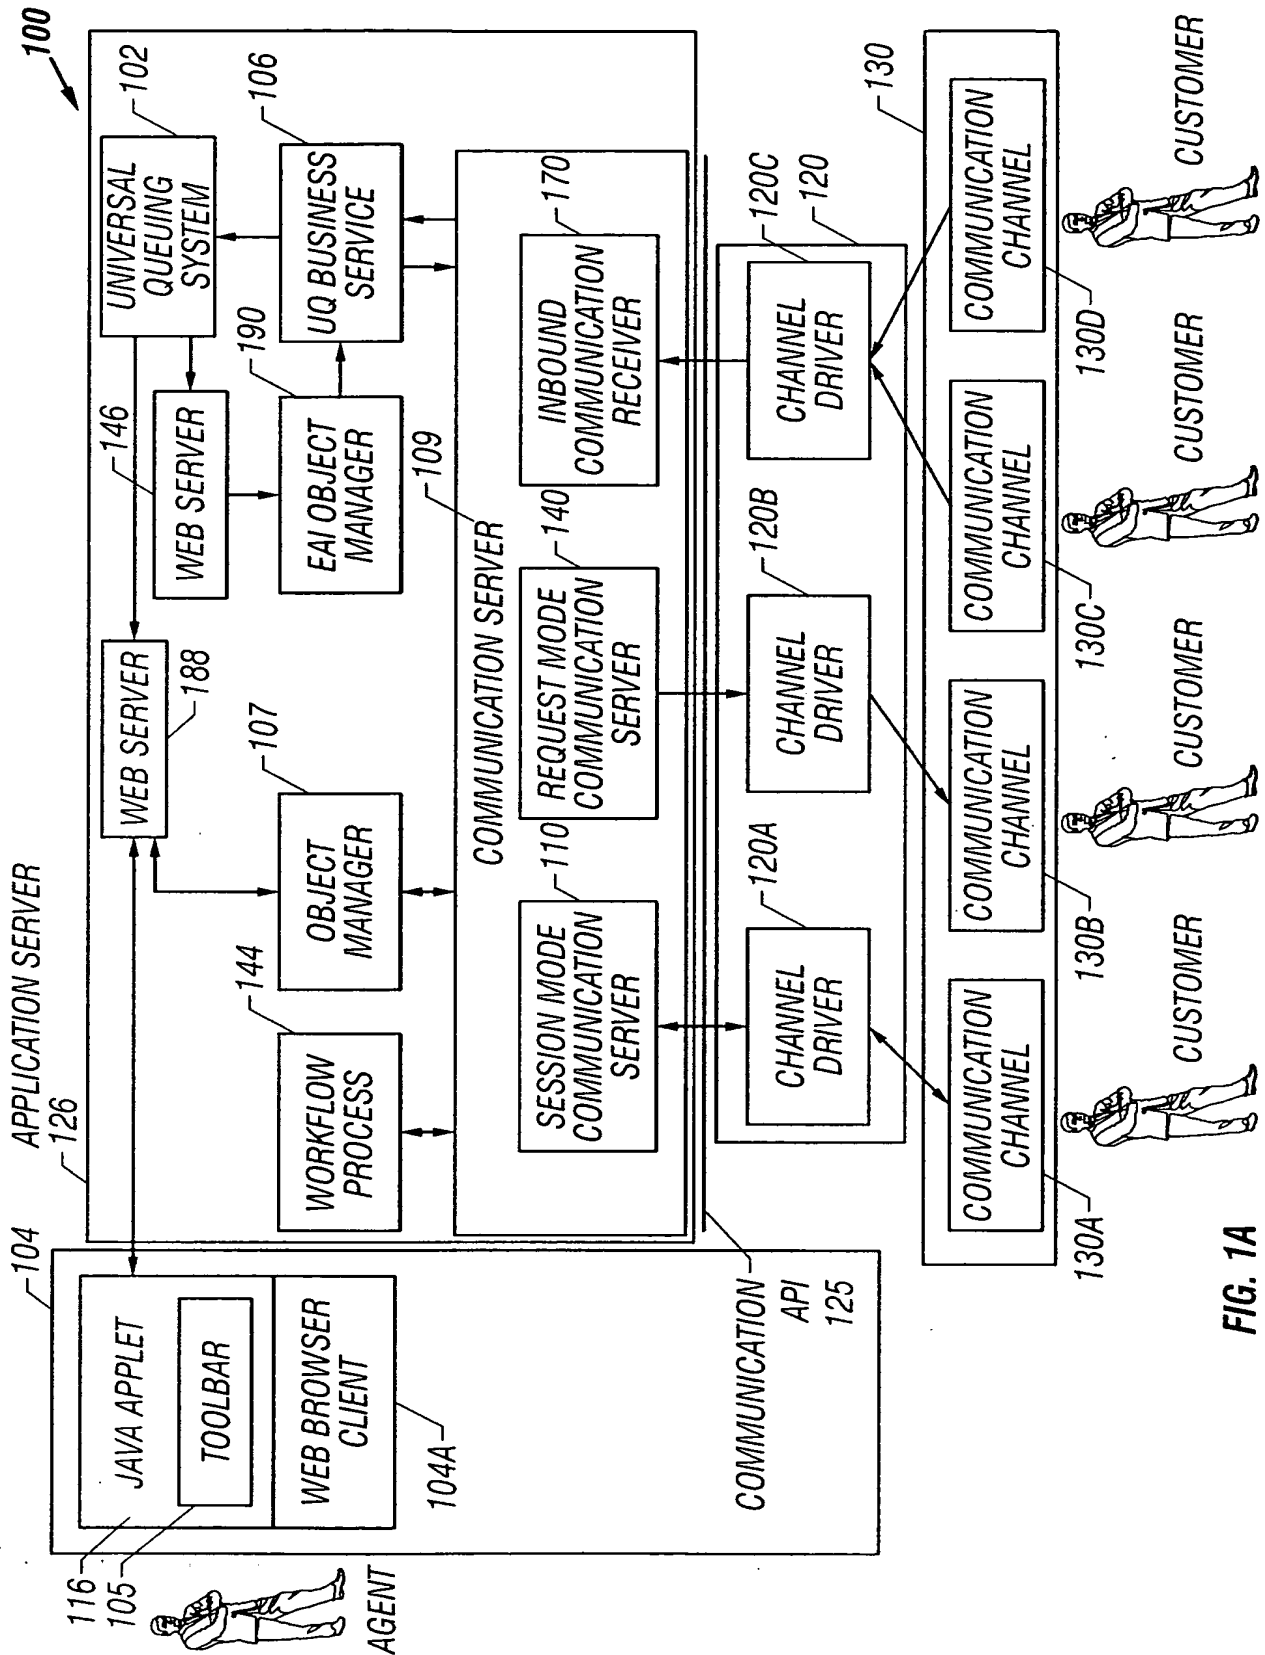 100
APPLICATION SERVER
126
104
116
105
JAVA APPLET
TOOLBAR
WEB BROWSER
CLIENT
104A
AGENT
WEB SERVER
188
146
WEB SERVER
UNIVERSAL
QUEUING
SYSTEM
102
WORKFLOW
PROCESS
144
OBJECT
MANAGER
107
EAI OBJECT
MANAGER
190
UQ BUSINESS
SERVICE
106
COMMUNICATION SERVER
109
SESSION MODE
COMMUNICATION
SERVER
110
REQUEST MODE
COMMUNICATION
SERVER
140
INBOUND
COMMUNICATION
RECEIVER
170
COMMUNICATION
API
125
CHANNEL
DRIVER
120A
CHANNEL
DRIVER
120B
CHANNEL
DRIVER
120C
120
130
COMMUNICATION
CHANNEL
130A
COMMUNICATION
CHANNEL
130B
COMMUNICATION
CHANNEL
130C
COMMUNICATION
CHANNEL
130D
CUSTOMER
CUSTOMER
CUSTOMER
CUSTOMER
FIG. 1A